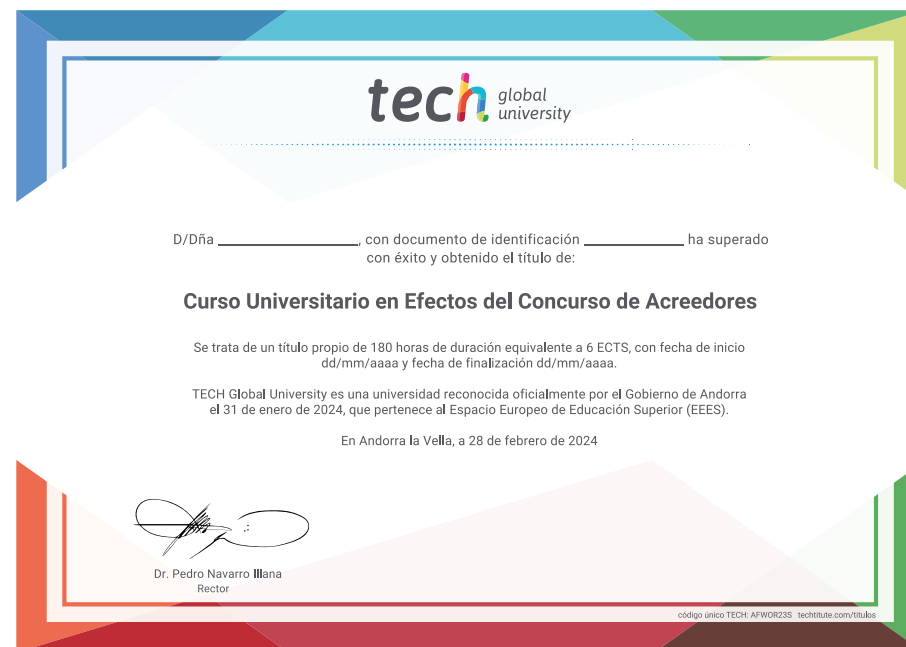 tech global university
D/Dña ______________, con documento de identificación __________ ha superado
con éxito y obtenido el título de:
Curso Universitario en Efectos del Concurso de Acreedores
Se trata de un título propio de 180 horas de duración equivalente a 6 ECTS, con fecha de inicio
dd/mm/aaaa y fecha de finalización dd/mm/aaaa.
TECH Global University es una universidad reconocida oficialmente por el Gobierno de Andorra
el 31 de enero de 2024, que pertenece al Espacio Europeo de Educación Superior (EEES).
En Andorra la Vella, a 28 de febrero de 2024
Dr. Pedro Navarro Illana
Rector
código único TECH: AFWOR23S techtitute.com/titulos